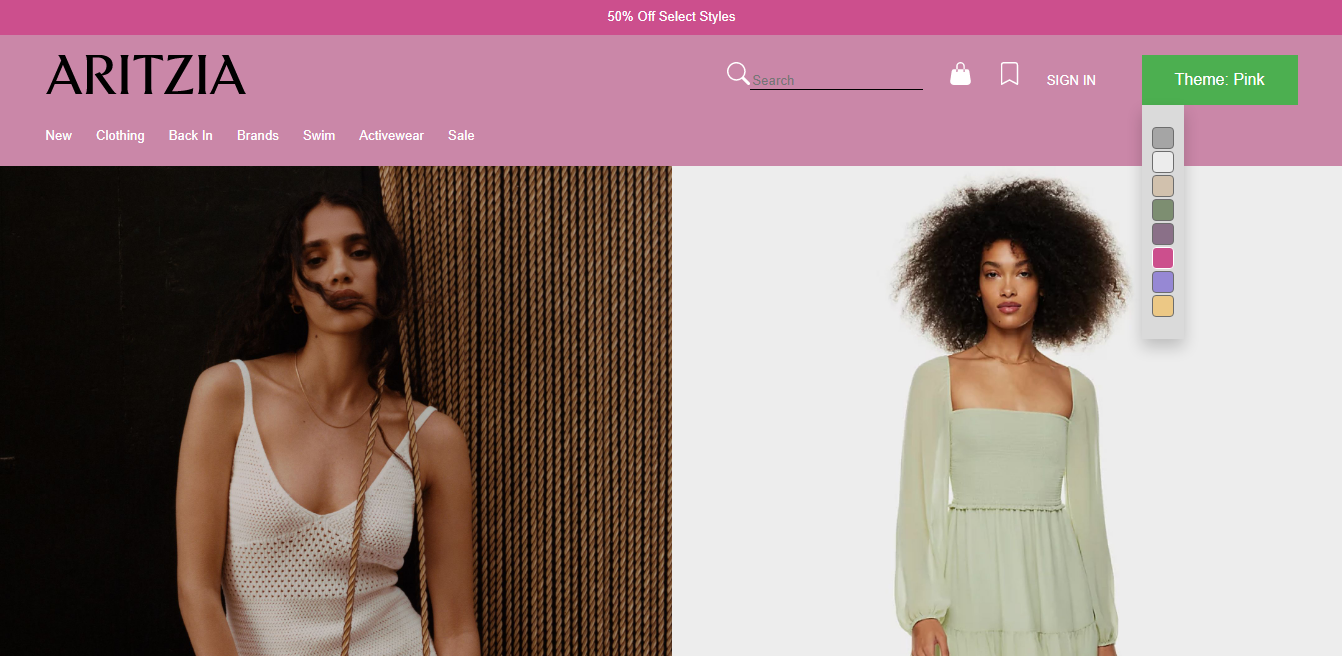 50% Off Select Styles
ARITZIA
Search
SIGN IN
Theme: Pink
New Clothing Back In Brands Swim Activewear Sale